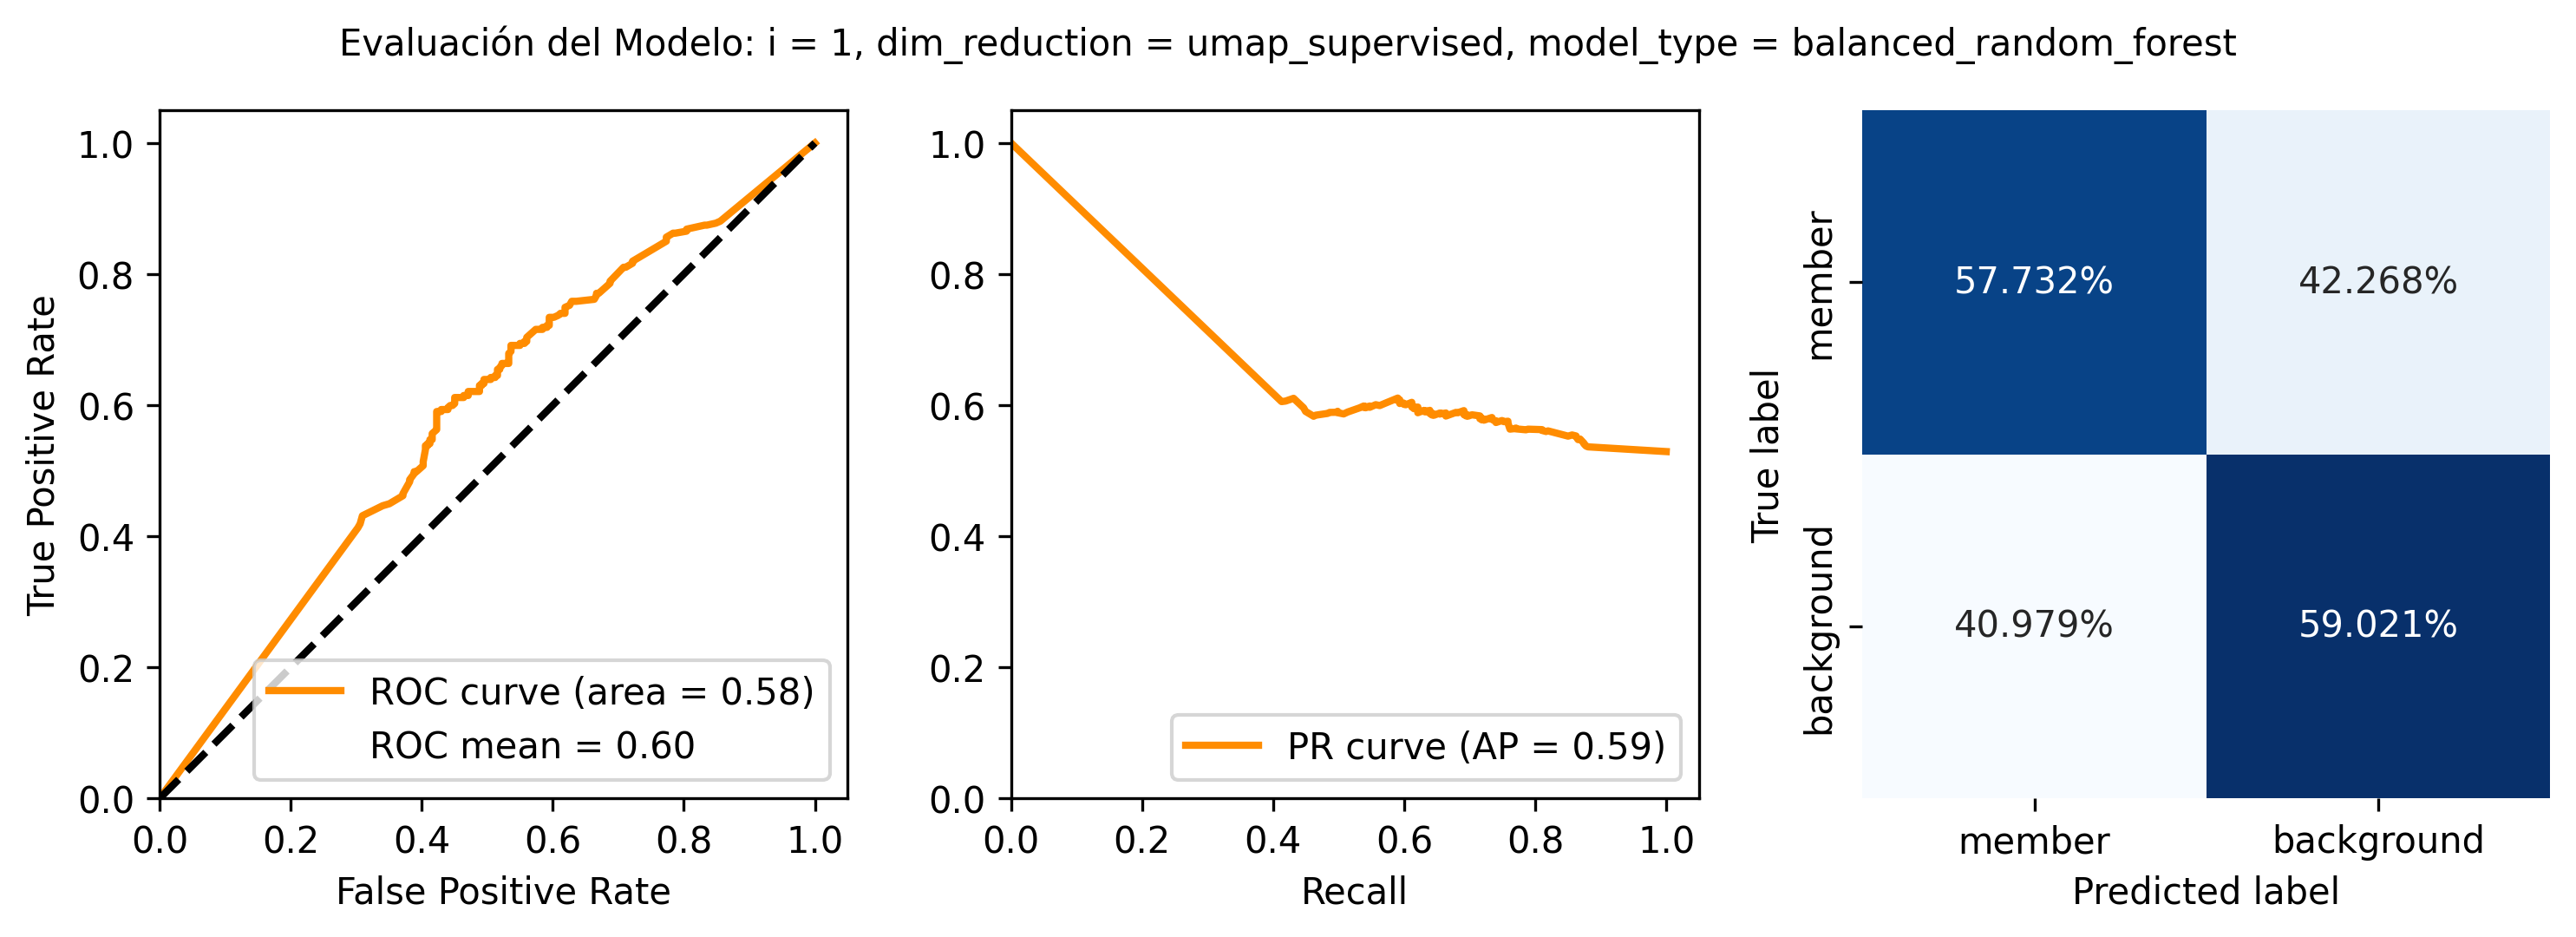 Evaluación del Modelo: i = 1, dim_reduction = umap_supervised, model_type = balanced_random_forest
True Positive Rate
1.0
0.8
0.6
0.4
0.2
0.0
0.0 0.2 0.4 0.6 0.8 1.0
False Positive Rate
ROC curve (area = 0.58)
ROC mean = 0.60
1.0
0.8
0.6
0.4
0.2
0.0
0.0 0.2 0.4 0.6 0.8 1.0
Recall
PR curve (AP = 0.59)
True label
member
background
57.732% 42.268%
40.979% 59.021%
member background
Predicted label